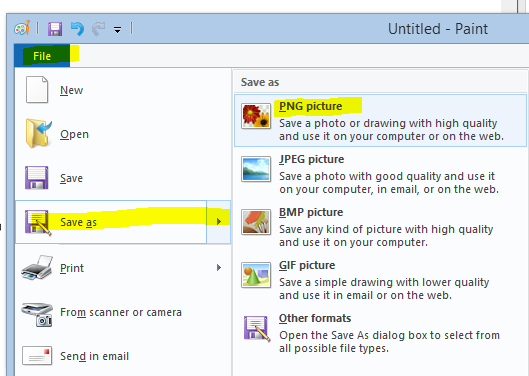 Untitled - Paint
File
New
Open
Save
Save as
Print
From scanner or camera
Send in email
Save as
PNG picture
Save a photo or drawing with high quality
and use it on your computer or on the web.
JPEG picture
Save a photo with good quality and use it
on your computer, in email, or on the web.
BMP picture
Save any kind of picture with high quality
and use it on your computer.
GIF picture
Save a simple drawing with lower quality
and use it in email or on the web.
Other formats
Open the Save As dialog box to select from
all possible file types.